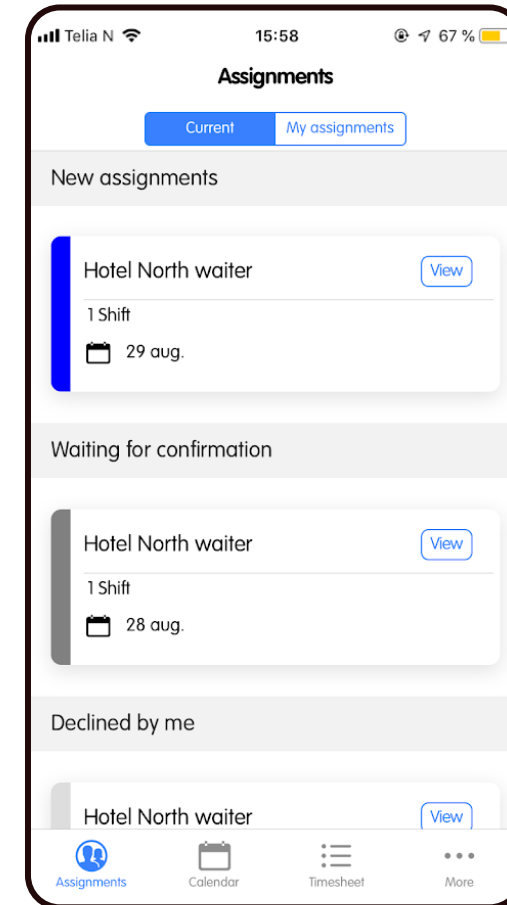 Telia N 15:58 67 %
Assignments
Current My assignments
New assignments
Hotel North waiter View
1 Shift
29 aug.
Waiting for confirmation
Hotel North waiter View
1 Shift
28 aug.
Declined by me
Hotel North waiter View
Assignments Calendar Timesheet More